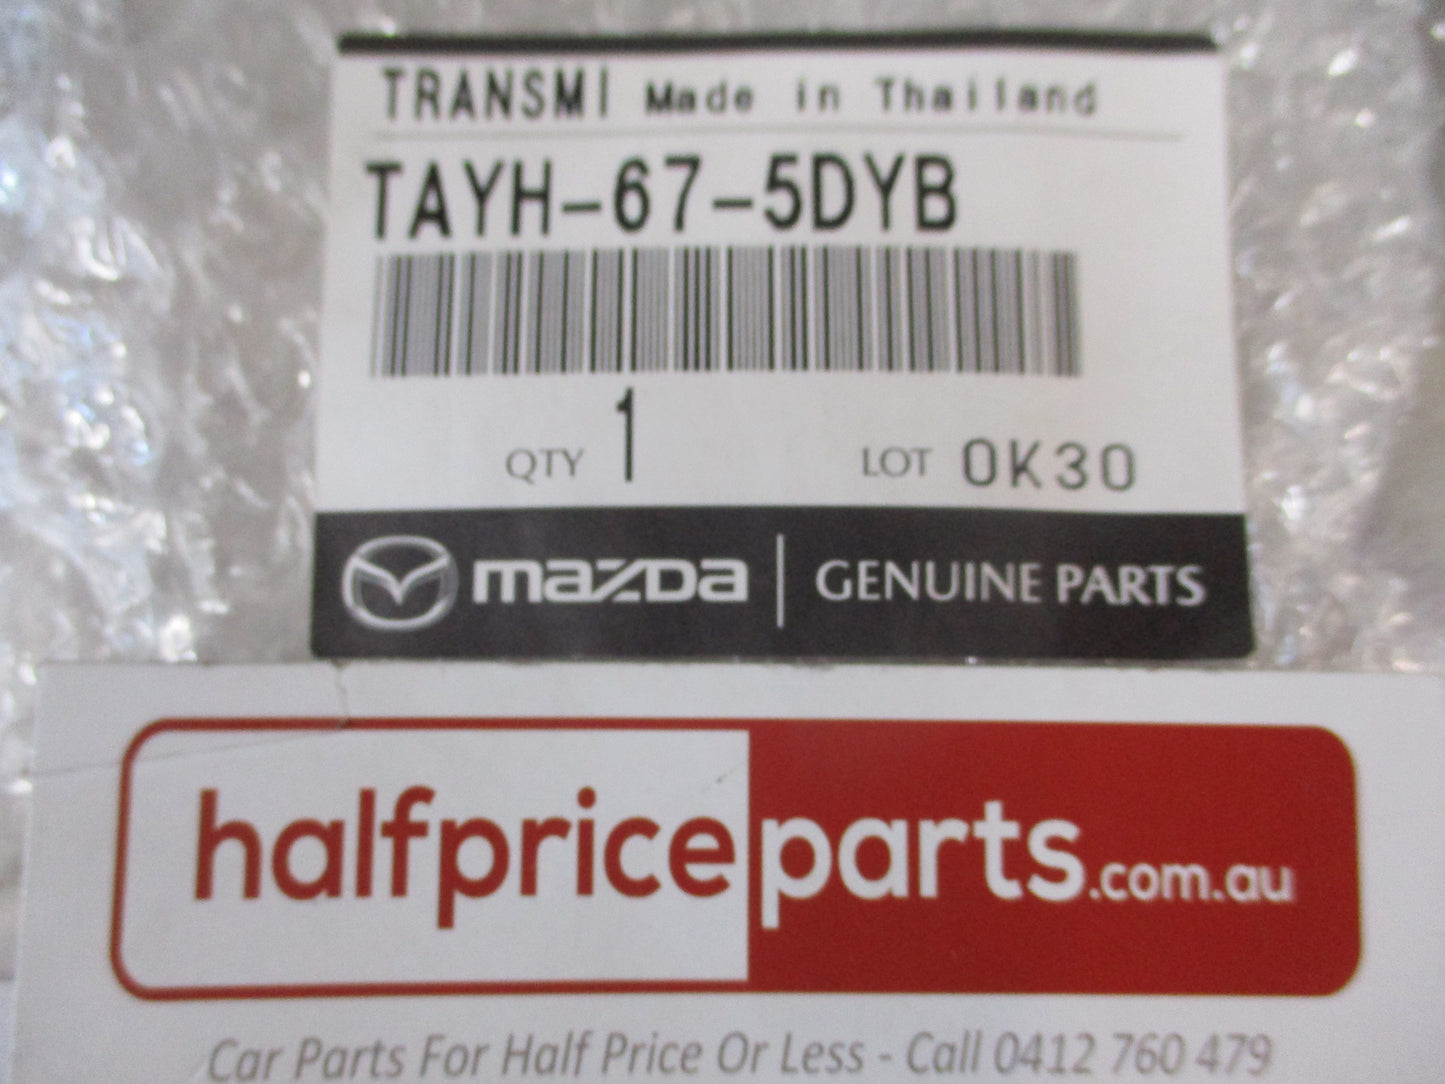 TRANSMI Made in Thailand
TAYH-67-5DYB
QTY 1 LOT 0K30
mazda GENUINE PARTS
halfpriceparts.com.au
Car Parts For Half Price Or Less - Call 0412 760 479